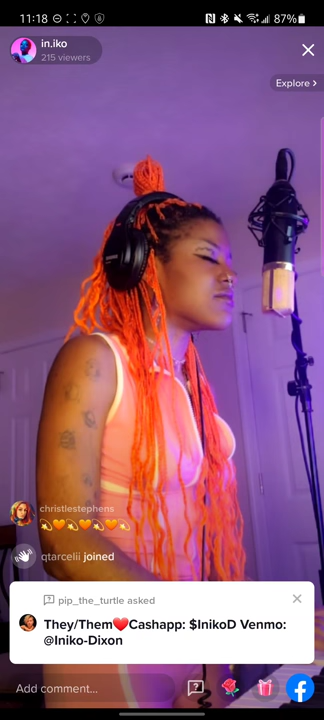 11:18
87%
in.iko
215 viewers
Explore >
christlestephens
💫🧡💫🧡💫🧡💫
qtarcelii joined
pip_the_turtle asked
They/Them❤️Cashapp: $InikoD Venmo:
@Iniko-Dixon
Add comment...